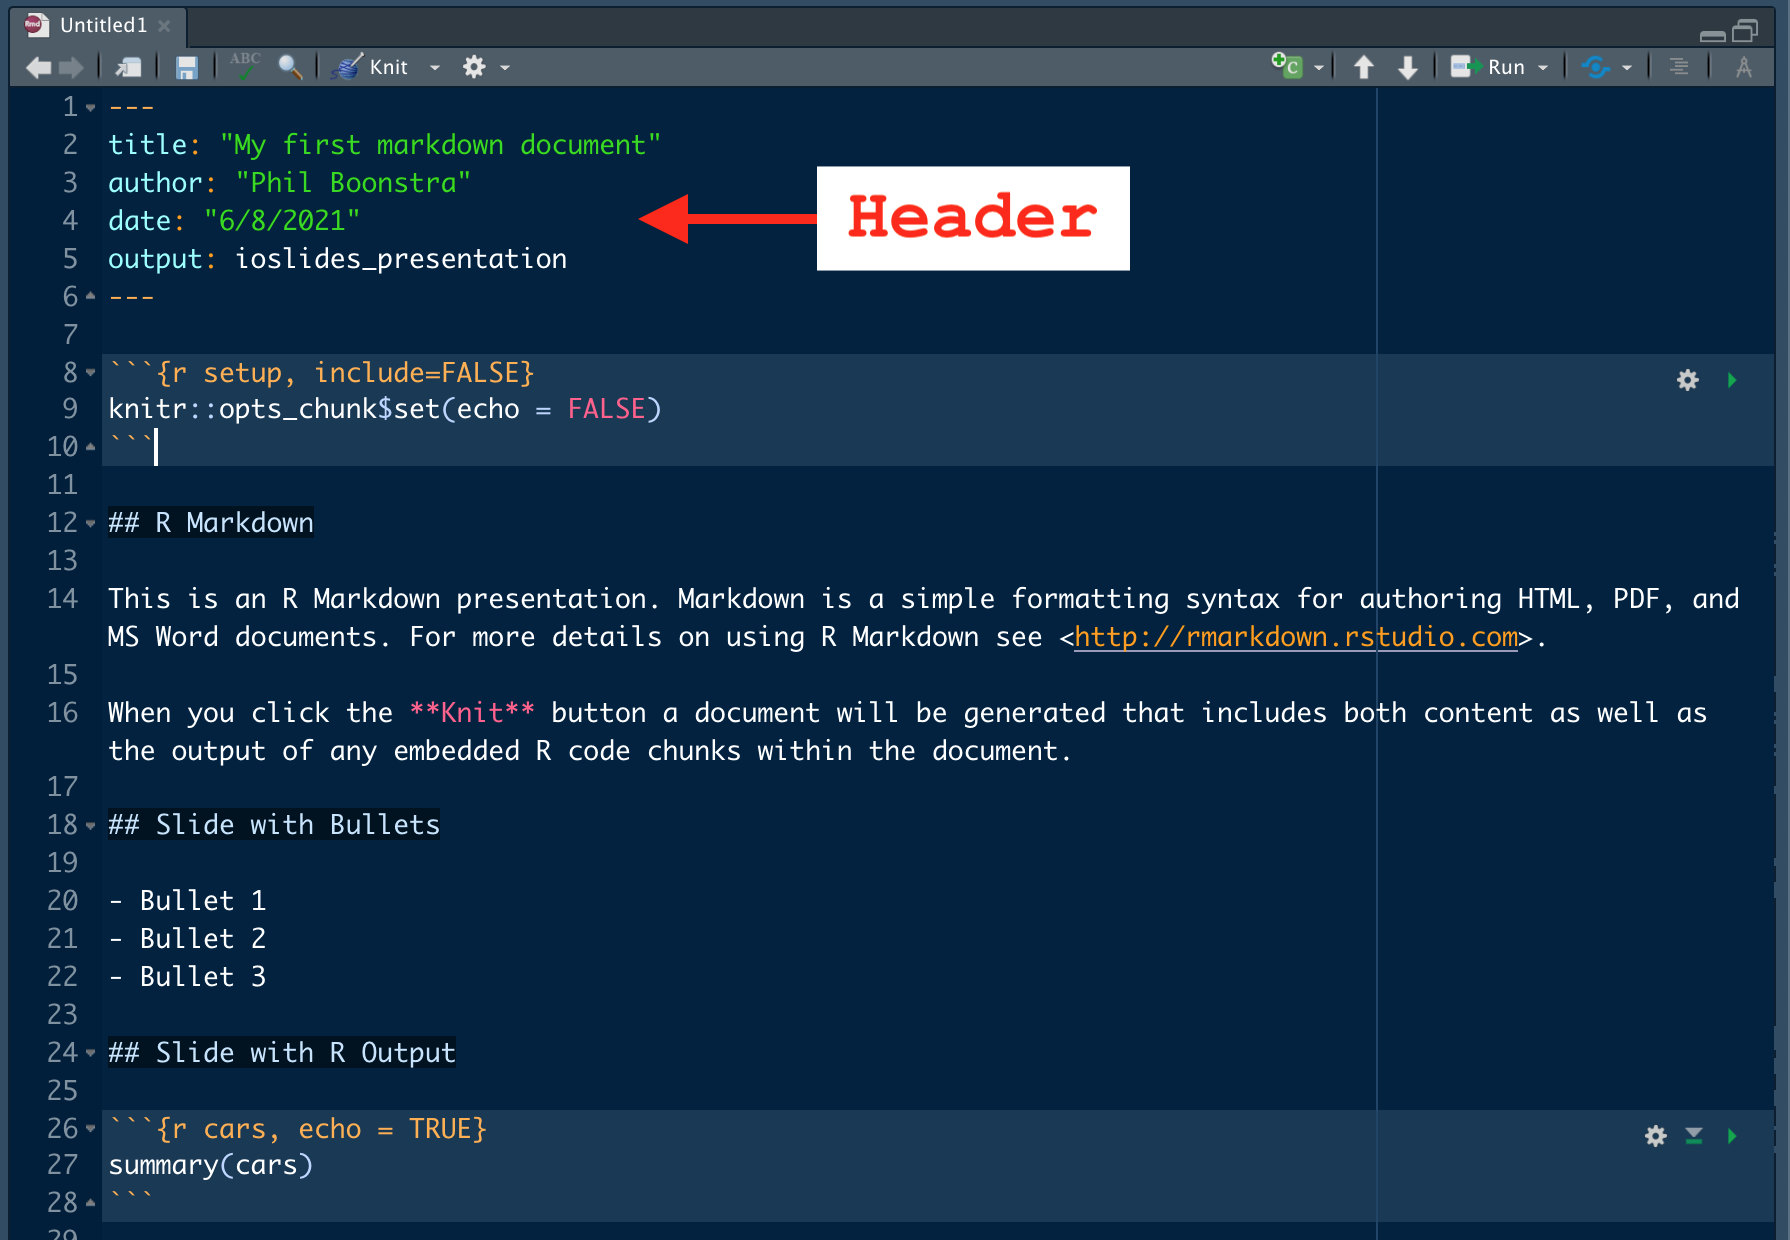 Untitled1
ABC Knit C Run
1 ---
2 title: "My first markdown document"
3 author: "Phil Boonstra"
4 date: "6/8/2021"
Header
5 output: ioslides_presentation
6 ---
7
8 ```{r setup, include=FALSE}
9 knitr::opts_chunk$set(echo = FALSE)
10 ```
11
12 ## R Markdown
13
14 This is an R Markdown presentation. Markdown is a simple formatting syntax for authoring HTML, PDF, and
MS Word documents. For more details on using R Markdown see <http://rmarkdown.rstudio.com>.
15
16 When you click the **Knit** button a document will be generated that includes both content as well as
the output of any embedded R code chunks within the document.
17
18 ## Slide with Bullets
19
20 - Bullet 1
21 - Bullet 2
22 - Bullet 3
23
24 ## Slide with R Output
25
26 ```{r cars, echo = TRUE}
27 summary(cars)
28 ```
29